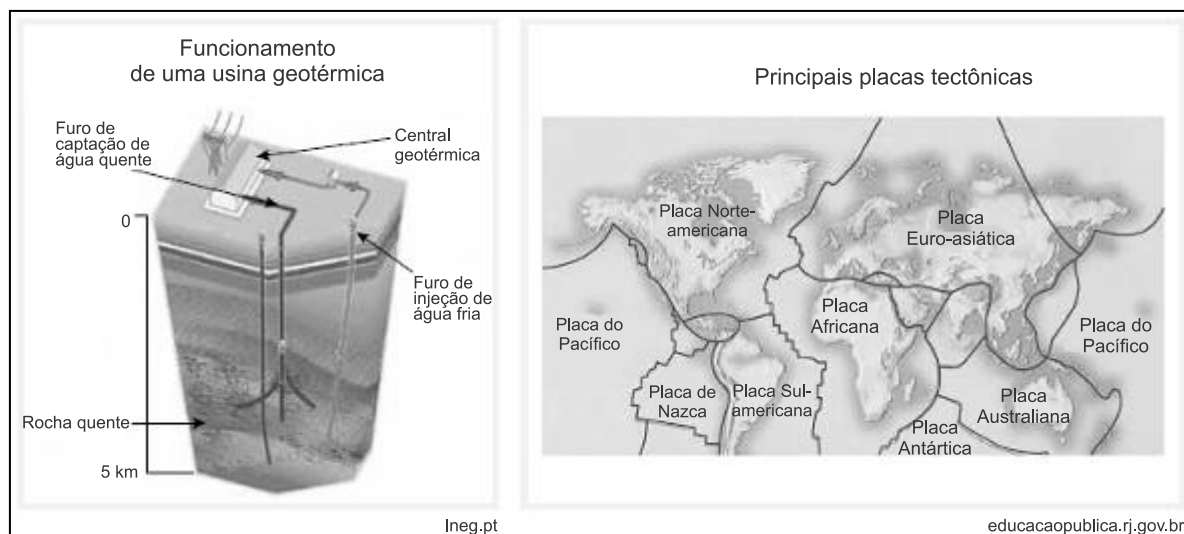 Funcionamento
de uma usina geotérmica
Furo de
captação de
água quente
Central
geotérmica
0
Furo de
injeção de
água fria
Rocha quente
5 km
lneg.pt
Principais placas tectônicas
Placa Norte-
americana
Placa
Euro-asiática
Placa do
Pacífico
Placa
Africana
Placa do
Pacífico
Placa de
Nazca
Placa Sul-
americana
Placa
Australiana
Placa
Antártica
educacaopublica.rj.gov.br